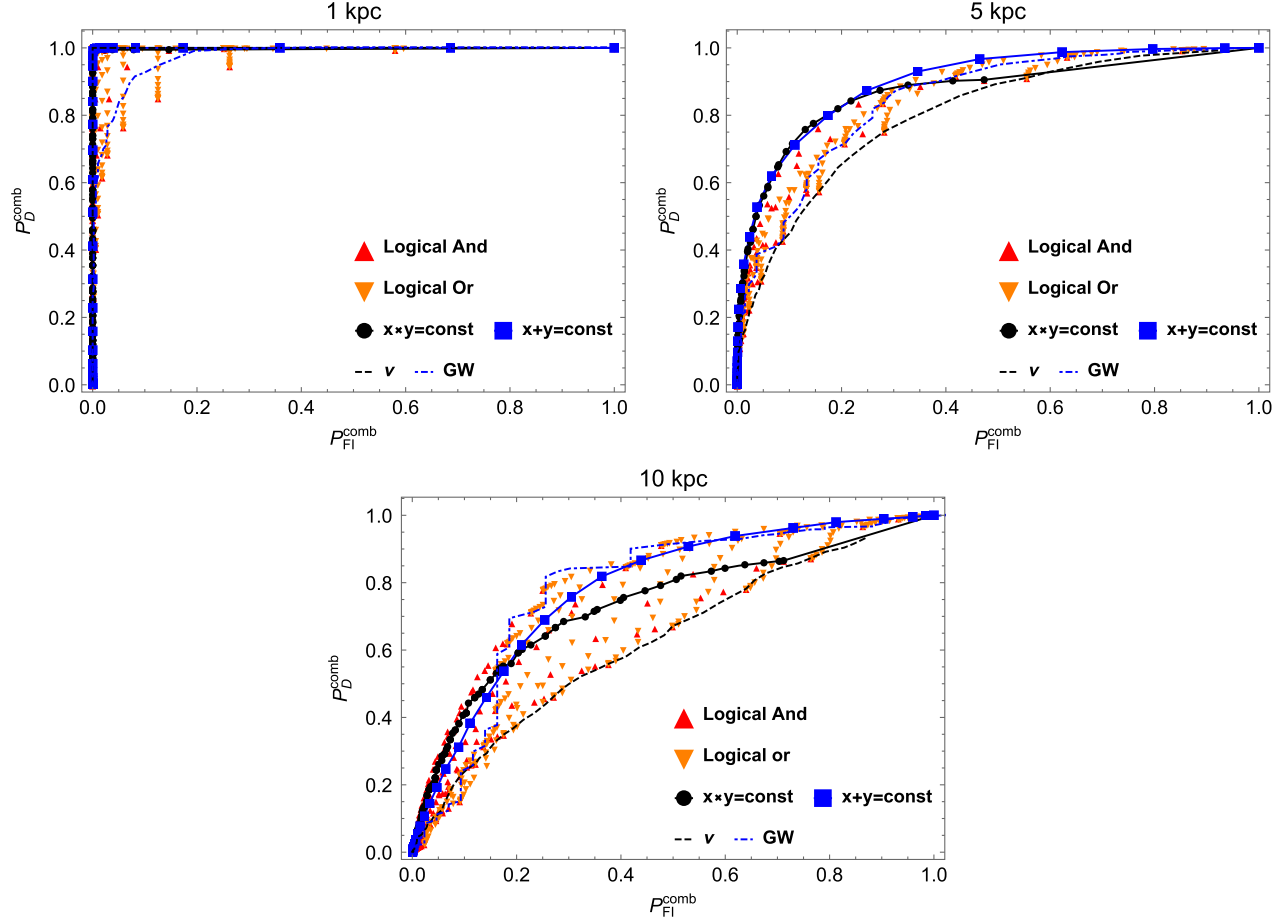 1 kpc
1.0
0.8
0.6
0.4
0.2
0.0
P_D^comb
Logical And
Logical Or
x*y=const x+y=const
ν GW
0.0 0.2 0.4 0.6 0.8 1.0
P_FI^comb
5 kpc
1.0
0.8
0.6
0.4
0.2
0.0
P_D^comb
Logical And
Logical Or
x*y=const x+y=const
ν GW
0.0 0.2 0.4 0.6 0.8 1.0
P_FI^comb
10 kpc
1.0
0.8
0.6
0.4
0.2
0.0
P_D^comb
Logical And
Logical or
x*y=const x+y=const
ν GW
0.0 0.2 0.4 0.6 0.8 1.0
P_FI^comb